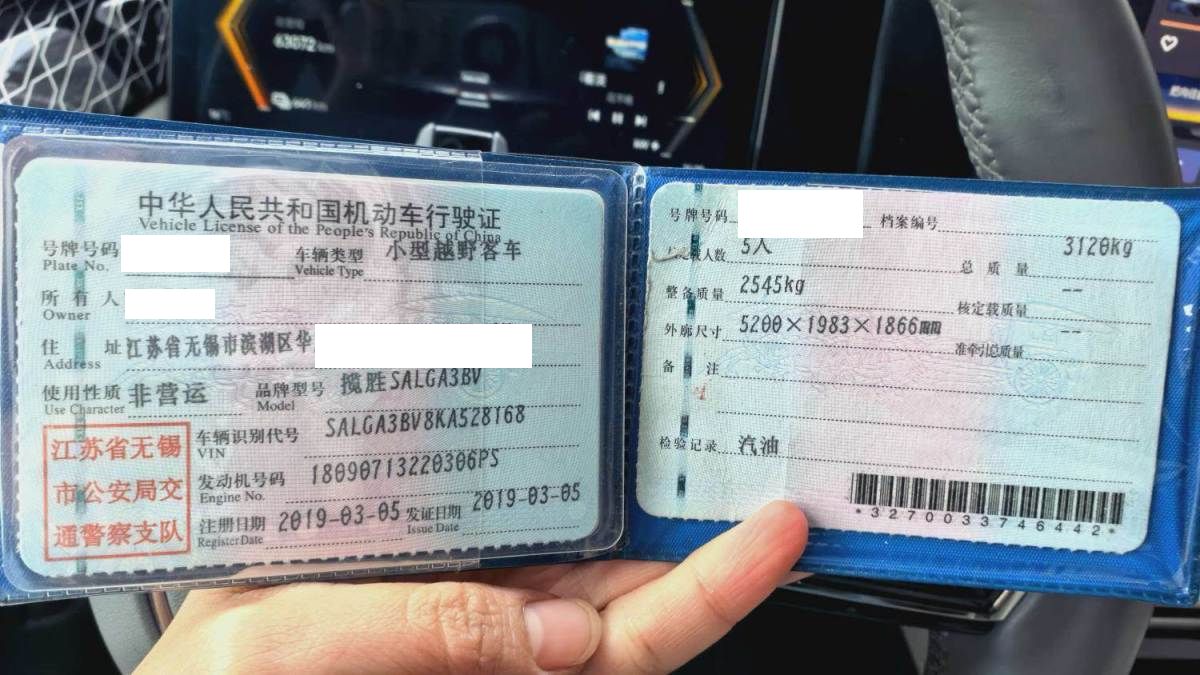 63072 km
中华人民共和国机动车行驶证
Vehicle License of the People's Republic of China
号牌号码
Plate No.
车辆类型 小型越野客车
Vehicle Type
所有人
Owner
住 址 江苏省无锡市滨湖区华
Address
使用性质 非营运
Use Character
品牌型号 揽胜SALGA3BV
Model
江苏省无锡
市公安局交
通警察支队
车辆识别代号 SALGA3BV8KA528168
VIN
发动机号码 18090713220306PS
Engine No.
注册日期 2019-03-05 发证日期 2019-03-05
Register Date Issue Date
号牌号码 档案编号
人数 5人 总质量 3120kg
整备质量 2545kg 核定载质量 --
外廓尺寸 5200×1983×1866mm 准牵引总质量 --
备 注
检验记录 汽油
*3270033746442*